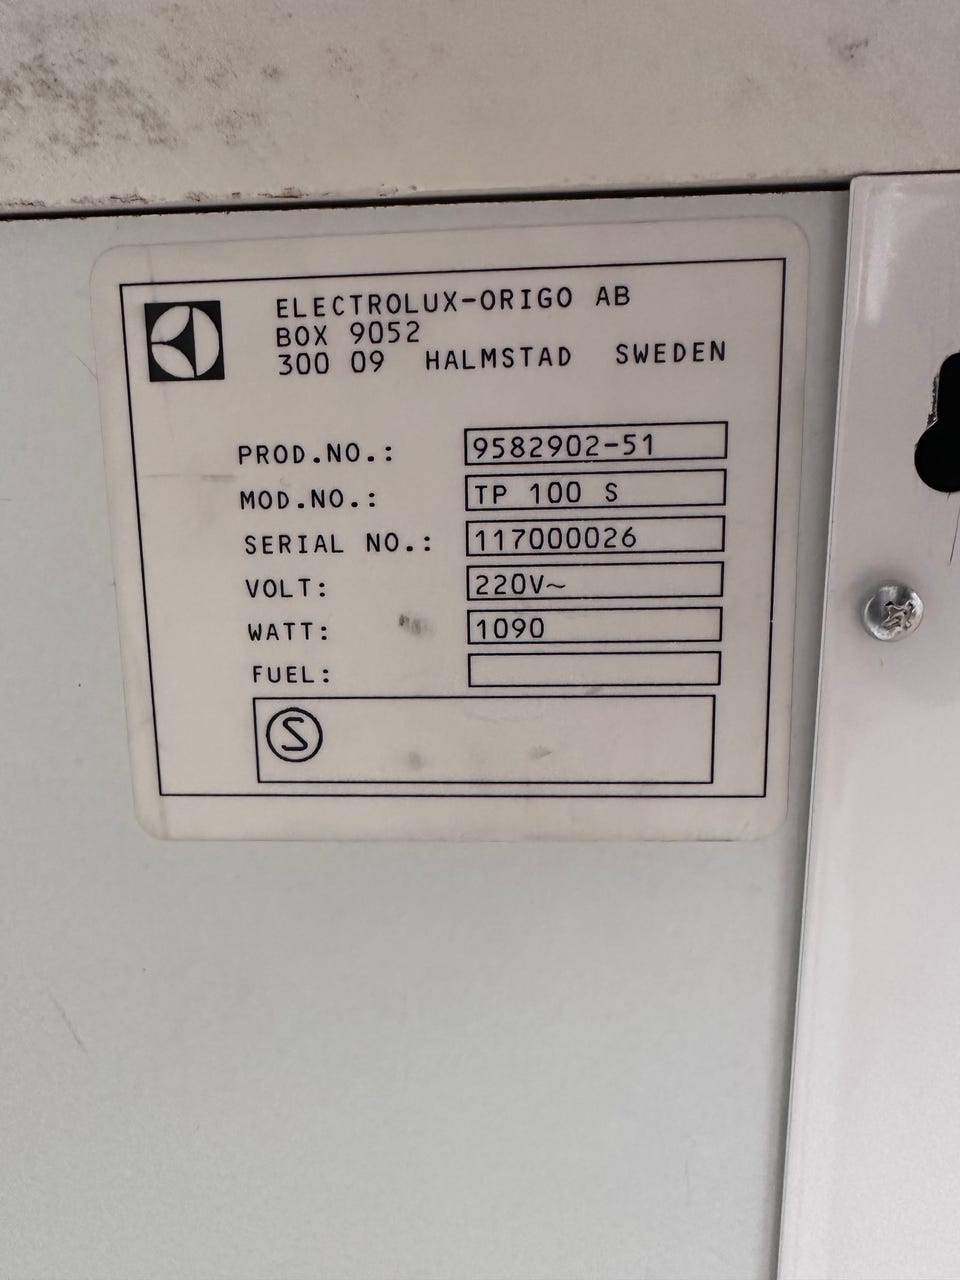 ELECTROLUX-ORIGO AB
BOX 9052
300 09 HALMSTAD SWEDEN
PROD.NO.: 9582902-51
MOD.NO.: TP 100 S
SERIAL NO.: 117000026
VOLT: 220V~
WATT: 1090
FUEL:
S